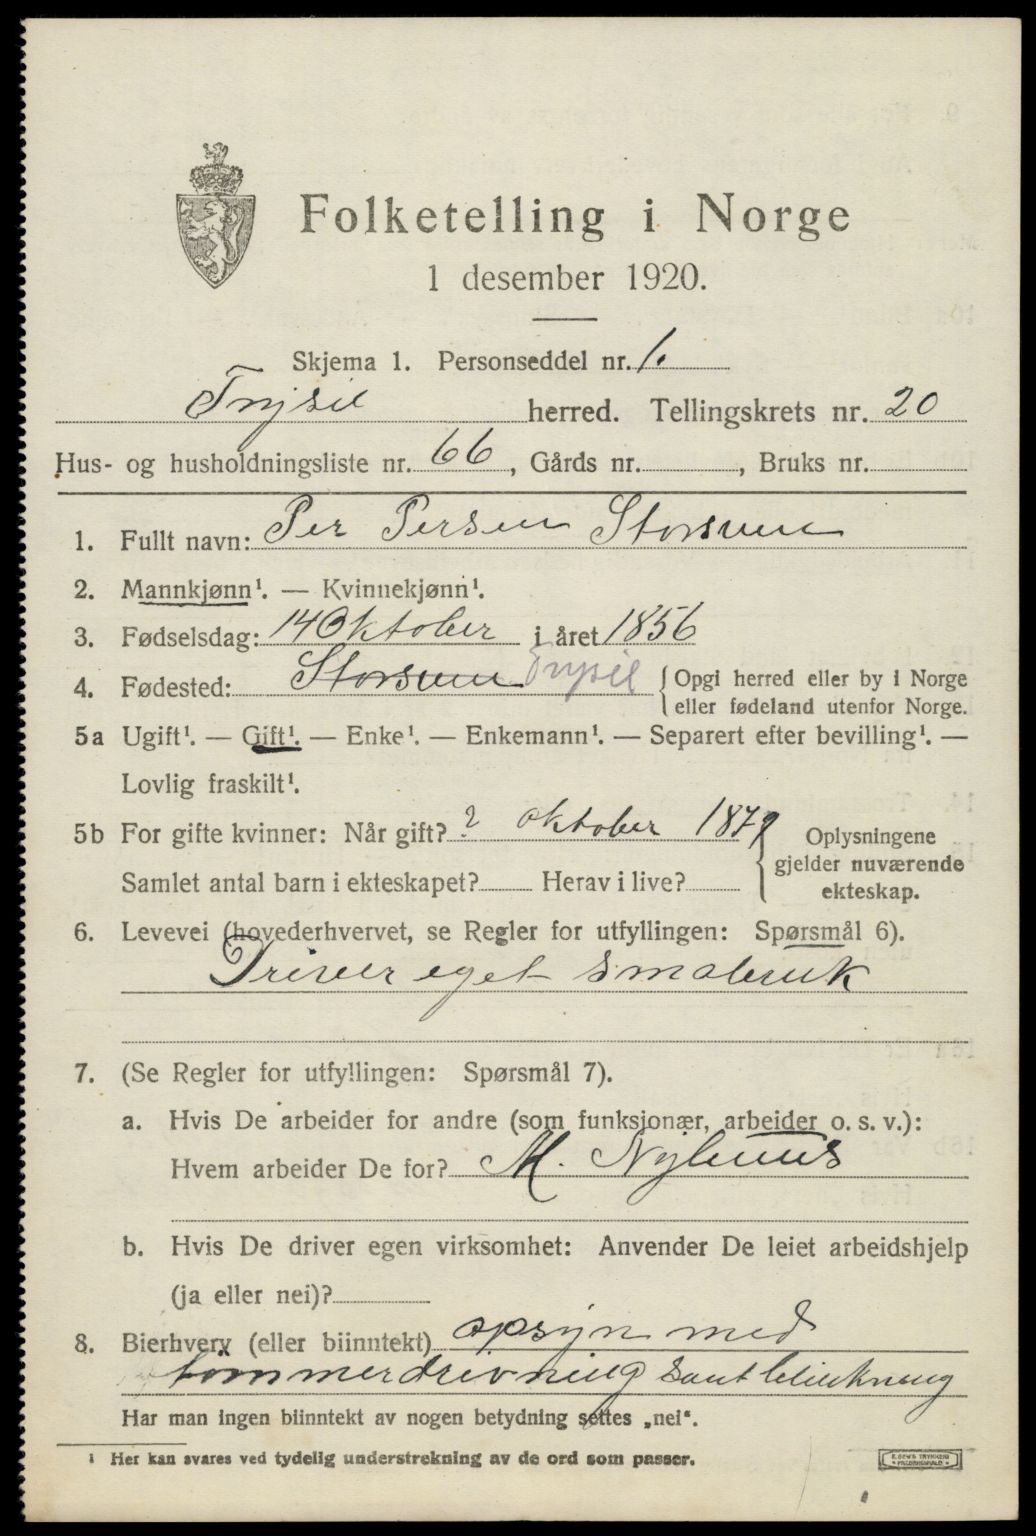 Folketelling i Norge
1 desember 1920.
Skjema 1. Personseddel nr. 1.
Trysil herred. Tellingskrets nr. 20
Hus- og husholdningsliste nr. 66, Gårds nr. , Bruks nr.
1. Fullt navn: Per Persen Storsveen
2. Mannkjønn¹. — Kvinnekjønn¹.
3. Fødselsdag: 14 Oktober i året 1856
4. Fødested: Storsveen Trysil { Opgi herred eller by i Norge
eller fødeland utenfor Norge.
5a Ugift¹. — Gift¹. — Enke¹. — Enkemann¹. — Separert efter bevilling¹. —
Lovlig fraskilt¹.
5b For gifte kvinner: Når gift? 2 oktober 1879
Samlet antal barn i ekteskapet? Herav i live?
} Oplysningene
gjelder nuværende
ekteskap.
6. Levevei (hovederhvervet, se Regler for utfyllingen: Spørsmål 6).
Driver eget småbruk
7. (Se Regler for utfyllingen: Spørsmål 7).
a. Hvis De arbeider for andre (som funksjonær, arbeider o. s. v.):
Hvem arbeider De for? M. Nylunds
b. Hvis De driver egen virksomhet: Anvender De leiet arbeidshjelp
(ja eller nei)?
8. Bierhverv (eller biinntekt) opsyn med
tømmerdrivning samt blinkning
Har man ingen biinntekt av nogen betydning settes „nei".
¹ Her kan svares ved tydelig understrekning av de ord som passer.